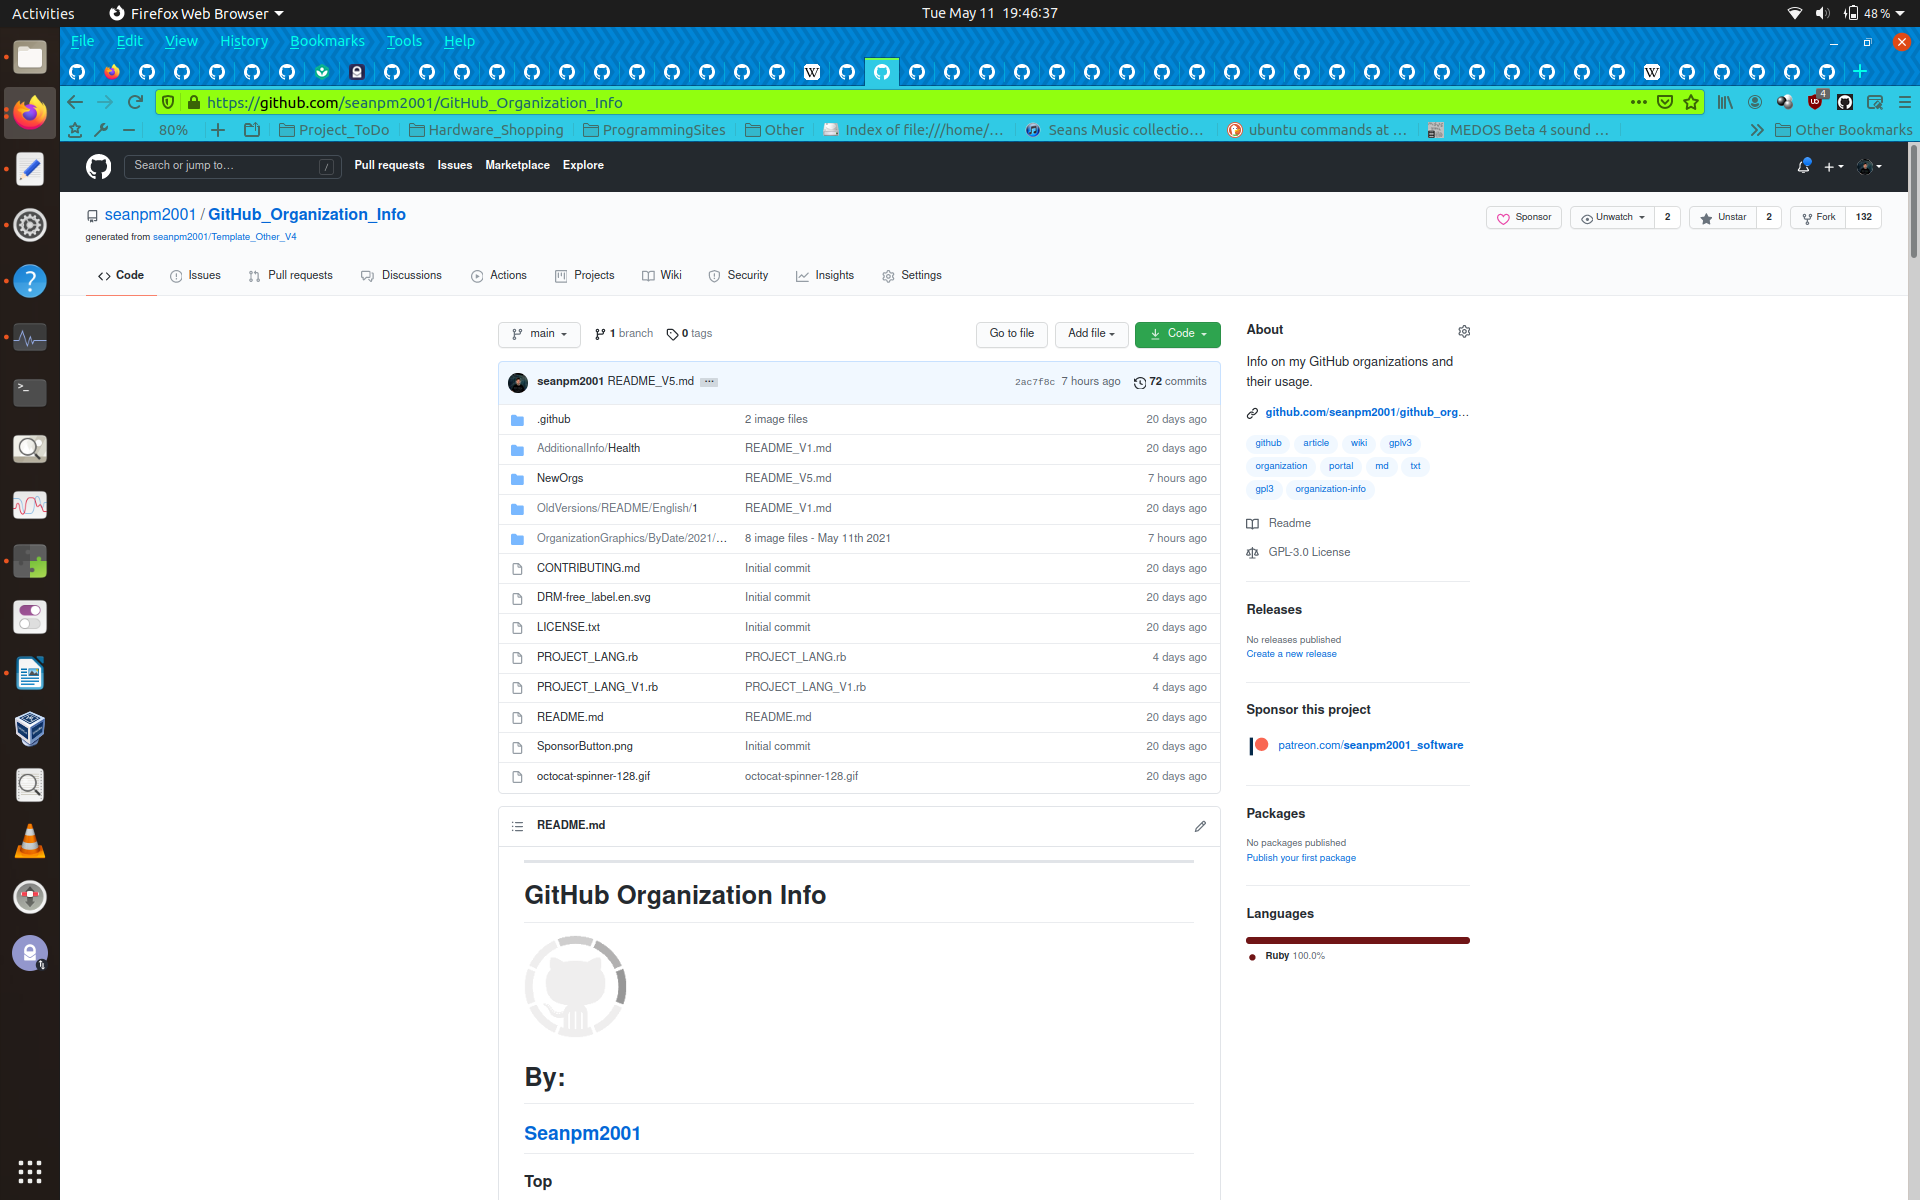 Activities Firefox Web Browser Tue May 11 19:46:37 48 %
File Edit View History Bookmarks Tools Help
https://github.com/seanpm2001/GitHub_Organization_Info 4
80% Project_ToDo Hardware_Shopping ProgrammingSites Other Index of file:///home/... Seans Music collectio... ubuntu commands at ... MEDOS Beta 4 sound ... Other Bookmarks
Search or jump to... / Pull requests Issues Marketplace Explore
seanpm2001 / GitHub_Organization_Info Sponsor Unwatch 2 Unstar 2 Fork 132
generated from seanpm2001/Template_Other_V4
Code Issues Pull requests Discussions Actions Projects Wiki Security Insights Settings
main 1 branch 0 tags Go to file Add file Code
seanpm2001 README_V5.md ... 2ac7f8c 7 hours ago 72 commits
.github 2 image files 20 days ago
AdditionalInfo/Health README_V1.md 20 days ago
NewOrgs README_V5.md 7 hours ago
OldVersions/README/English/1 README_V1.md 20 days ago
OrganizationGraphics/ByDate/2021/... 8 image files - May 11th 2021 7 hours ago
CONTRIBUTING.md Initial commit 20 days ago
DRM-free_label.en.svg Initial commit 20 days ago
LICENSE.txt Initial commit 20 days ago
PROJECT_LANG.rb PROJECT_LANG.rb 4 days ago
PROJECT_LANG_V1.rb PROJECT_LANG_V1.rb 4 days ago
README.md README.md 20 days ago
SponsorButton.png Initial commit 20 days ago
octocat-spinner-128.gif octocat-spinner-128.gif 20 days ago
README.md
GitHub Organization Info
By:
Seanpm2001
Top
About
Info on my GitHub organizations and
their usage.
github.com/seanpm2001/github_org...
github article wiki gplv3
organization portal md txt
gpl3 organization-info
Readme
GPL-3.0 License
Releases
No releases published
Create a new release
Sponsor this project
patreon.com/seanpm2001_software
Packages
No packages published
Publish your first package
Languages
Ruby 100.0%